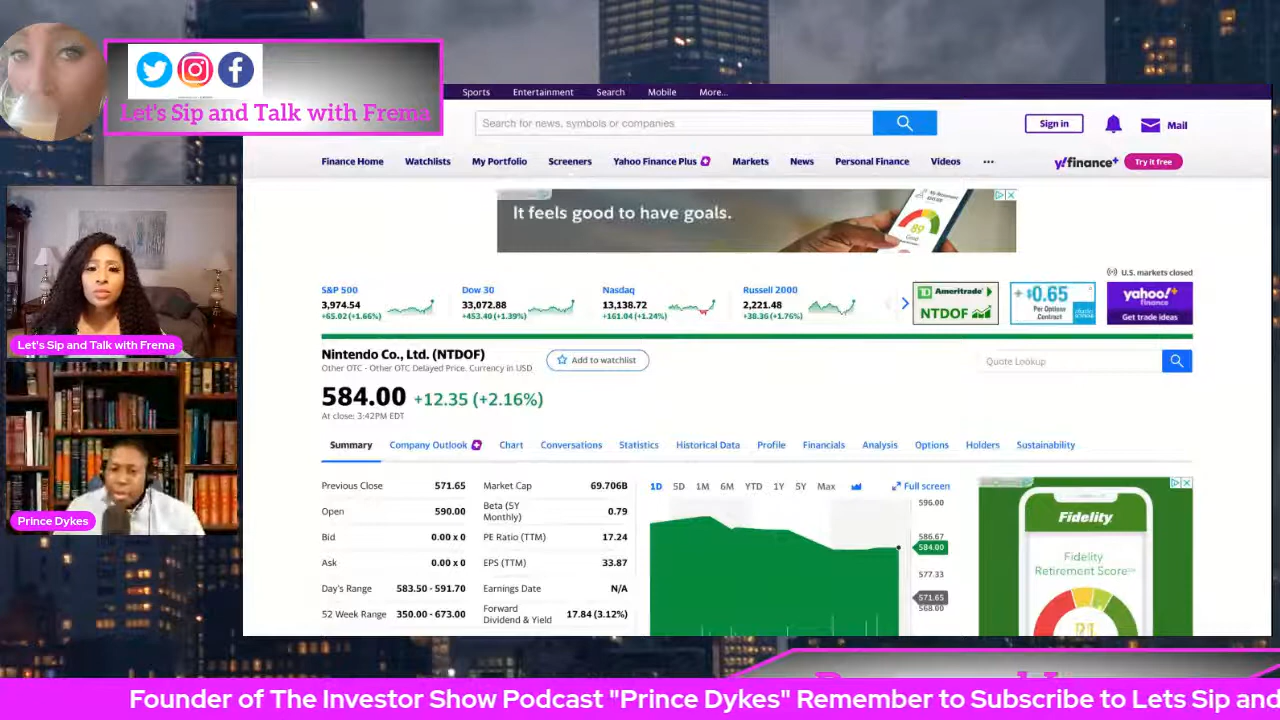 Let's Sip and Talk with Frema
Sports Entertainment Search Mobile More...
Search for news, symbols or companies
Sign in
Mail
Finance Home Watchlists My Portfolio Screeners Yahoo Finance Plus Markets News Personal Finance Videos ...
y!finance+ Try it free
It feels good to have goals.
89
Good
U.S. markets closed
S&P 500
3,974.54
+65.02 (+1.66%)
Dow 30
33,072.88
+453.40 (+1.39%)
Nasdaq
13,138.72
+161.04 (+1.24%)
Russell 2000
2,221.48
+38.36 (+1.76%)
TD Ameritrade
NTDOF
+ $0.65
Per Options
Contract
charles
SCHWAB
yahoo!+
finance
Get trade ideas
Let's Sip and Talk with Frema
Prince Dykes
Nintendo Co., Ltd. (NTDOF)
Other OTC - Other OTC Delayed Price. Currency in USD
Add to watchlist
Quote Lookup
584.00 +12.35 (+2.16%)
At close: 3:42PM EDT
Summary Company Outlook Chart Conversations Statistics Historical Data Profile Financials Analysis Options Holders Sustainability
Previous Close 571.65
Open 590.00
Bid 0.00 x 0
Ask 0.00 x 0
Day's Range 583.50 - 591.70
52 Week Range 350.00 - 673.00
Market Cap 69.706B
Beta (5Y
Monthly) 0.79
PE Ratio (TTM) 17.24
EPS (TTM) 33.87
Earnings Date N/A
Forward
Dividend & Yield 17.84 (3.12%)
1D 5D 1M 6M YTD 1Y 5Y Max
Full screen
596.00
586.67
584.00
577.33
571.65
568.00
Fidelity
Fidelity
Retirement Score
Founder of The Investor Show Podcast "Prince Dykes" Remember to Subscribe to Lets Sip and